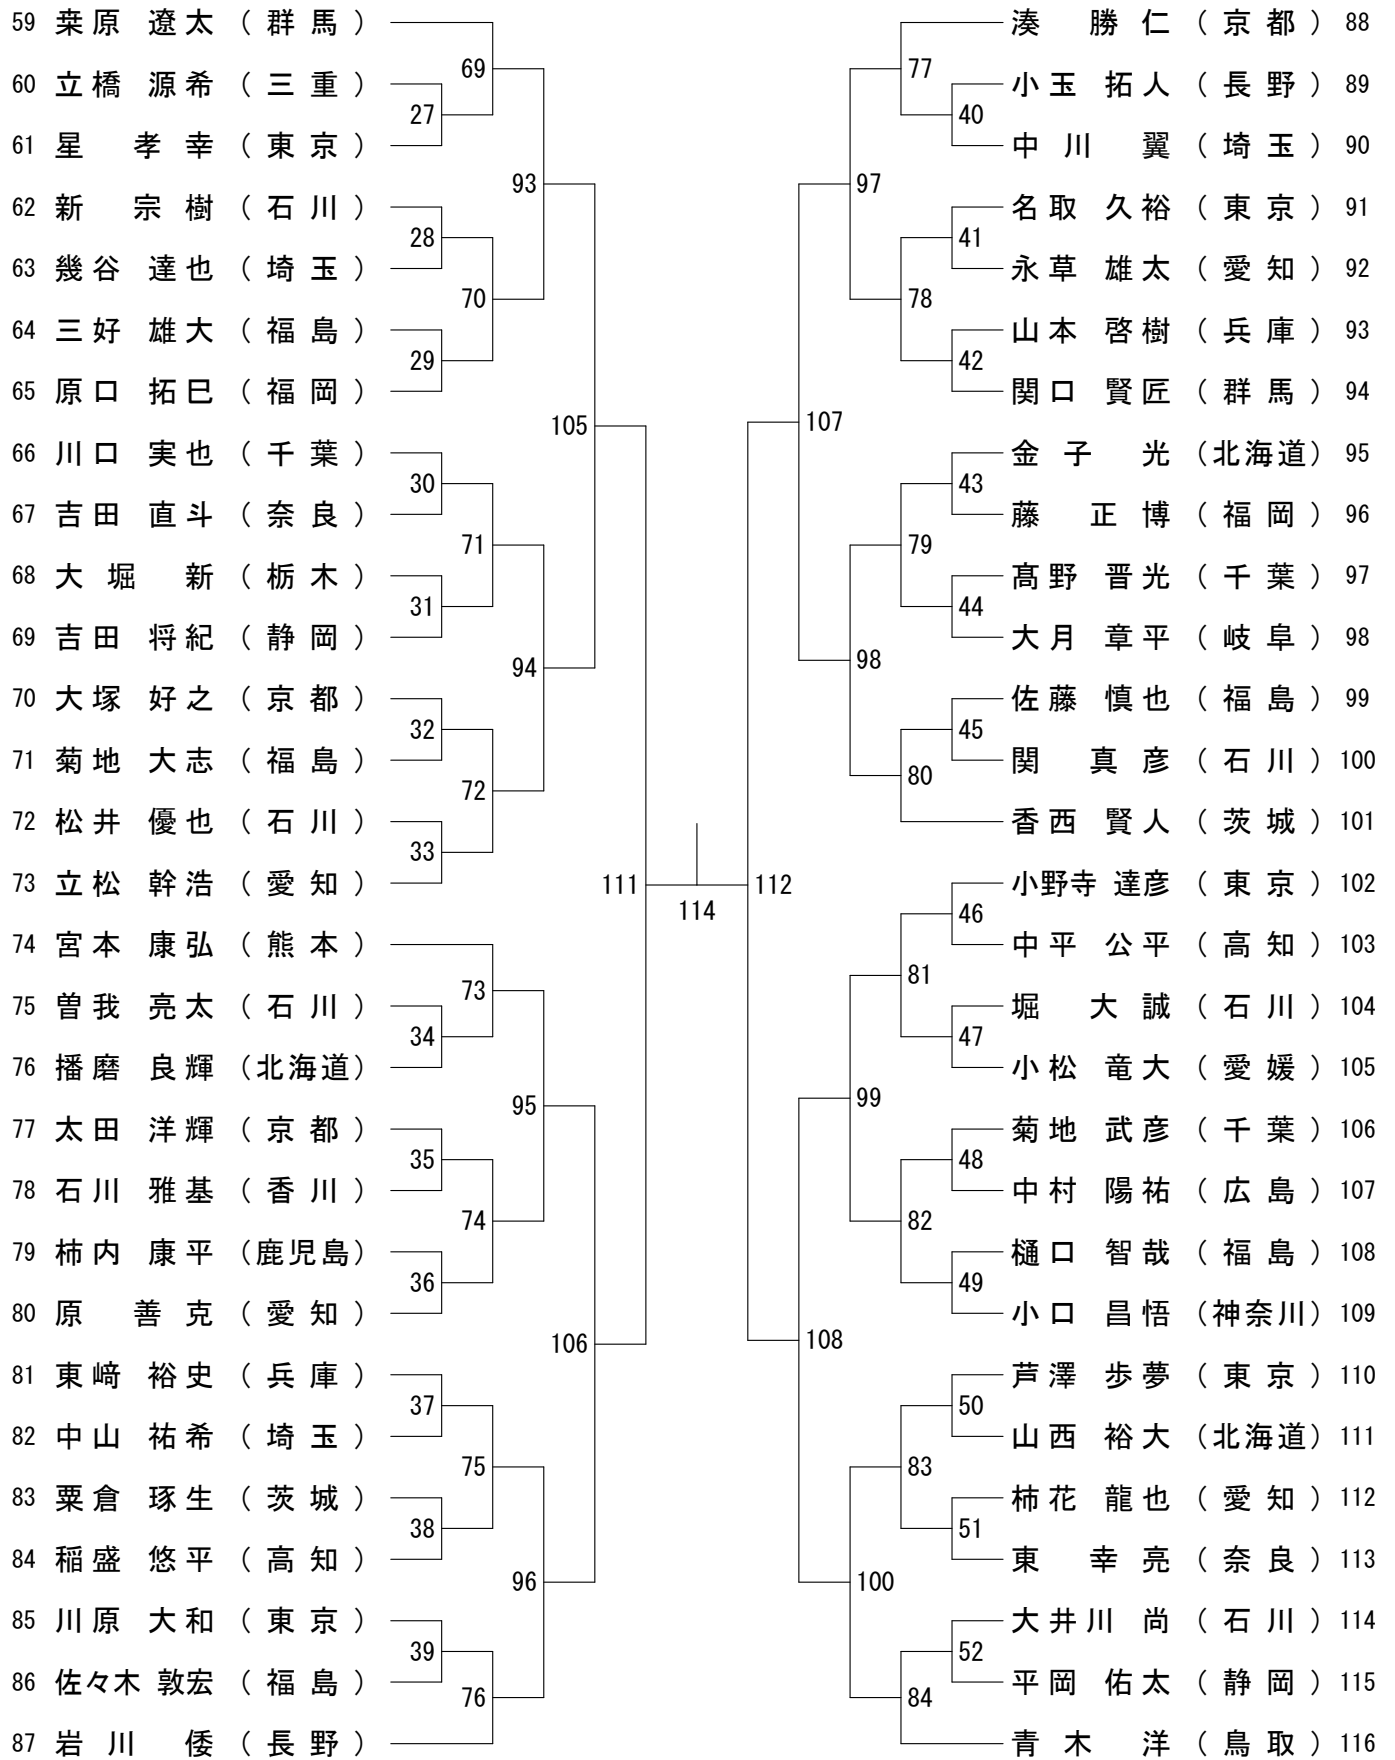 59 桒原 遼太 (群馬)
60 立橋 源希 (三重)
61 星 孝幸 (東京)
62 新 宗樹 (石川)
63 幾谷 達也 (埼玉)
64 三好 雄大 (福島)
65 原口 拓巳 (福岡)
66 川口 実也 (千葉)
67 吉田 直斗 (奈良)
68 大堀 新 (栃木)
69 吉田 将紀 (静岡)
70 大塚 好之 (京都)
71 菊地 大志 (福島)
72 松井 優也 (石川)
73 立松 幹浩 (愛知)
74 宮本 康弘 (熊本)
75 曽我 亮太 (石川)
76 播磨 良輝 (北海道)
77 太田 洋輝 (京都)
78 石川 雅基 (香川)
79 柿内 康平 (鹿児島)
80 原 善克 (愛知)
81 東﨑 裕史 (兵庫)
82 中山 祐希 (埼玉)
83 粟倉 琢生 (茨城)
84 稲盛 悠平 (高知)
85 川原 大和 (東京)
86 佐々木 敦宏 (福島)
87 岩川 倭 (長野)
27
28
29
30
31
32
33
34
35
36
37
38
39
69
70
71
72
73
74
75
76
93
94
95
96
105
106
111
114
112
107
108
97
98
99
100
77
78
79
80
81
82
83
84
40
41
42
43
44
45
46
47
48
49
50
51
52
湊 勝仁 (京都) 88
小玉 拓人 (長野) 89
中川 翼 (埼玉) 90
名取 久裕 (東京) 91
永草 雄太 (愛知) 92
山本 啓樹 (兵庫) 93
関口 賢匠 (群馬) 94
金子 光 (北海道) 95
藤 正博 (福岡) 96
髙野 晋光 (千葉) 97
大月 章平 (岐阜) 98
佐藤 慎也 (福島) 99
関 真彦 (石川) 100
香西 賢人 (茨城) 101
小野寺 達彦 (東京) 102
中平 公平 (高知) 103
堀 大誠 (石川) 104
小松 竜大 (愛媛) 105
菊地 武彦 (千葉) 106
中村 陽祐 (広島) 107
樋口 智哉 (福島) 108
小口 昌悟 (神奈川) 109
芦澤 歩夢 (東京) 110
山西 裕大 (北海道) 111
柿花 龍也 (愛知) 112
東 幸亮 (奈良) 113
大井川 尚 (石川) 114
平岡 佑太 (静岡) 115
青木 洋 (鳥取) 116